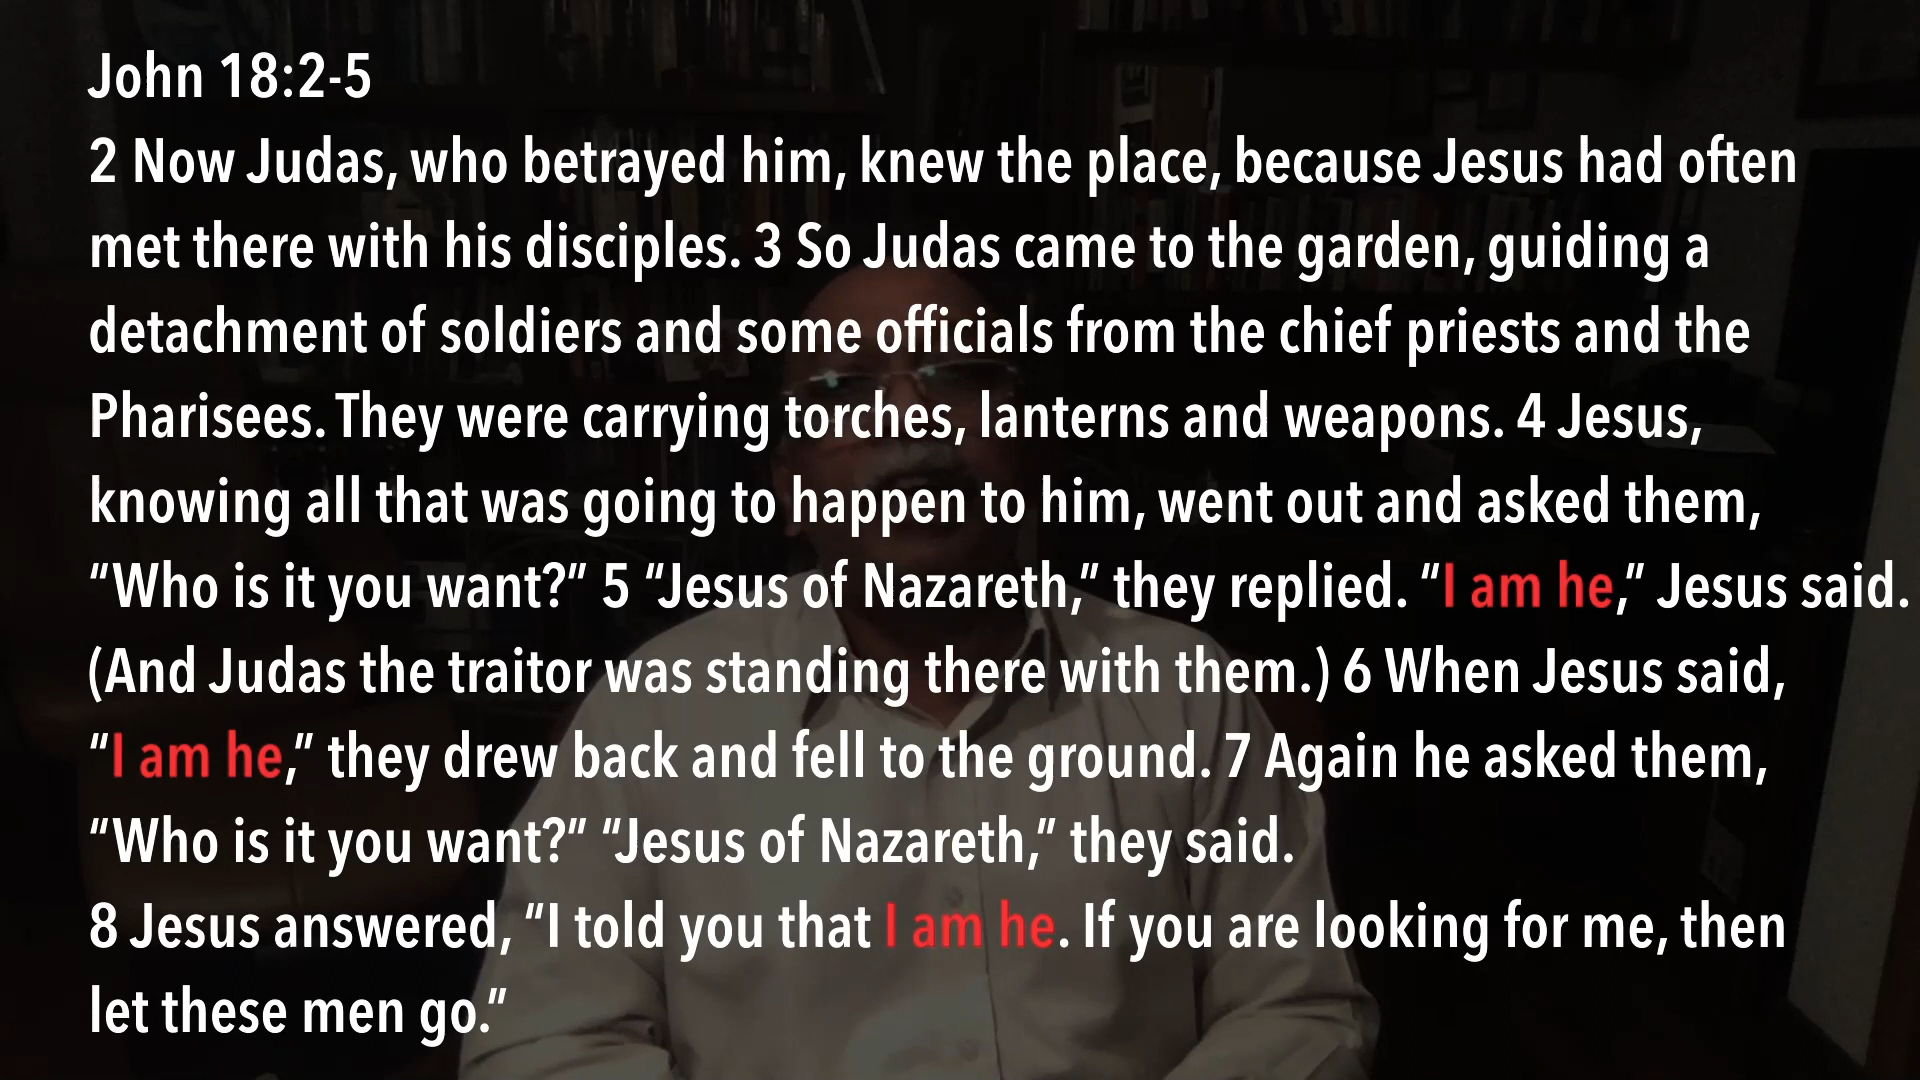 John 18:2-5
2 Now Judas, who betrayed him, knew the place, because Jesus had often
met there with his disciples. 3 So Judas came to the garden, guiding a
detachment of soldiers and some officials from the chief priests and the
Pharisees. They were carrying torches, lanterns and weapons. 4 Jesus,
knowing all that was going to happen to him, went out and asked them,
“Who is it you want?” 5 “Jesus of Nazareth,” they replied. “I am he,” Jesus said.
(And Judas the traitor was standing there with them.) 6 When Jesus said,
“I am he,” they drew back and fell to the ground. 7 Again he asked them,
“Who is it you want?” “Jesus of Nazareth,” they said.
8 Jesus answered, “I told you that I am he. If you are looking for me, then
let these men go.”